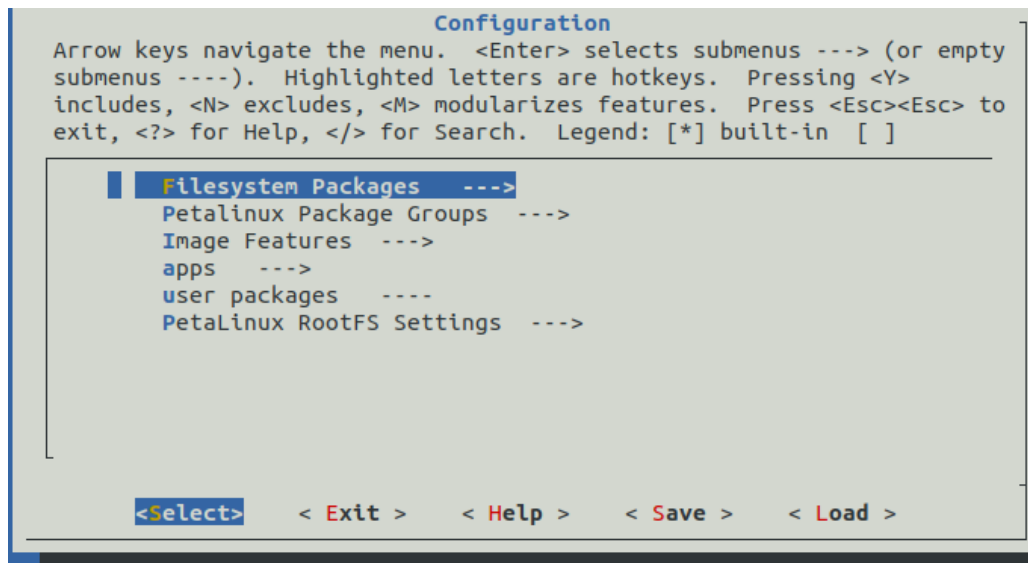 Configuration
Arrow keys navigate the menu.  <Enter> selects submenus ---> (or empty
submenus ----).  Highlighted letters are hotkeys.  Pressing <Y>
includes, <N> excludes, <M> modularizes features.  Press <Esc><Esc> to
exit, <?> for Help, </> for Search.  Legend: [*] built-in  [ ]
Filesystem Packages  --->
Petalinux Package Groups  --->
Image Features  --->
apps  --->
user packages  ----
PetaLinux RootFS Settings  --->
<Select>    < Exit >    < Help >    < Save >    < Load >